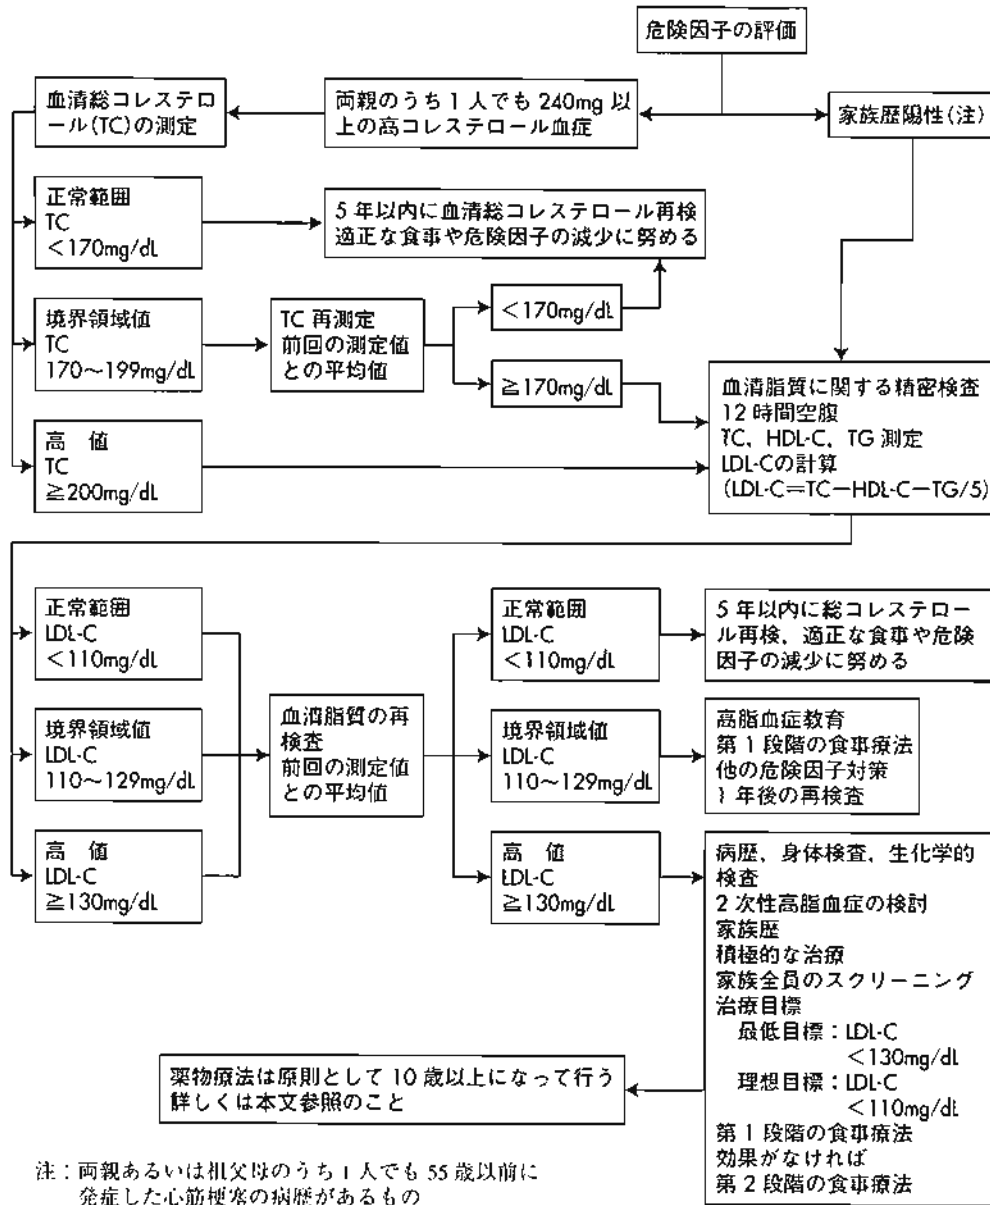 危険因子の評価
血清総コレステロ
ール(TC)の測定
両親のうち1人でも240mg以
上の高コレステロール血症
家族歴陽性(注)
正常範囲
TC
<170mg/dL
5年以内に血清総コレステロール再検
適正な食事や危険因子の減少に努める
境界領域値
TC
170〜199mg/dL
TC再測定
前回の測定値
との平均値
<170mg/dL
≧170mg/dL
高 値
TC
≧200mg/dL
血清脂質に関する精密検査
12時間空腹
TC、HDL-C、TG測定
LDL-Cの計算
(LDL-C=TC−HDL-C−TG/5)
正常範囲
LDL-C
<110mg/dL
境界領域値
LDL-C
110〜129mg/dL
高 値
LDL-C
≧130mg/dL
血清脂質の再
検査
前回の測定値
との平均値
正常範囲
LDL-C
<110mg/dL
5年以内に総コレステロー
ル再検、適正な食事や危険
因子の減少に努める
境界領域値
LDL-C
110〜129mg/dL
高脂血症教育
第1段階の食事療法
他の危険因子対策
1年後の再検査
高 値
LDL-C
≧130mg/dL
病歴、身体検査、生化学的
検査
2次性高脂血症の検討
家族歴
積極的な治療
家族全員のスクリーニング
治療目標
最低目標：LDL-C
<130mg/dL
理想目標：LDL-C
<110mg/dL
第1段階の食事療法
効果がなければ
第2段階の食事療法
薬物療法は原則として10歳以上になって行う
詳しくは本文参照のこと
注：両親あるいは祖父母のうち1人でも55歳以前に
発症した心筋梗塞の病歴があるもの